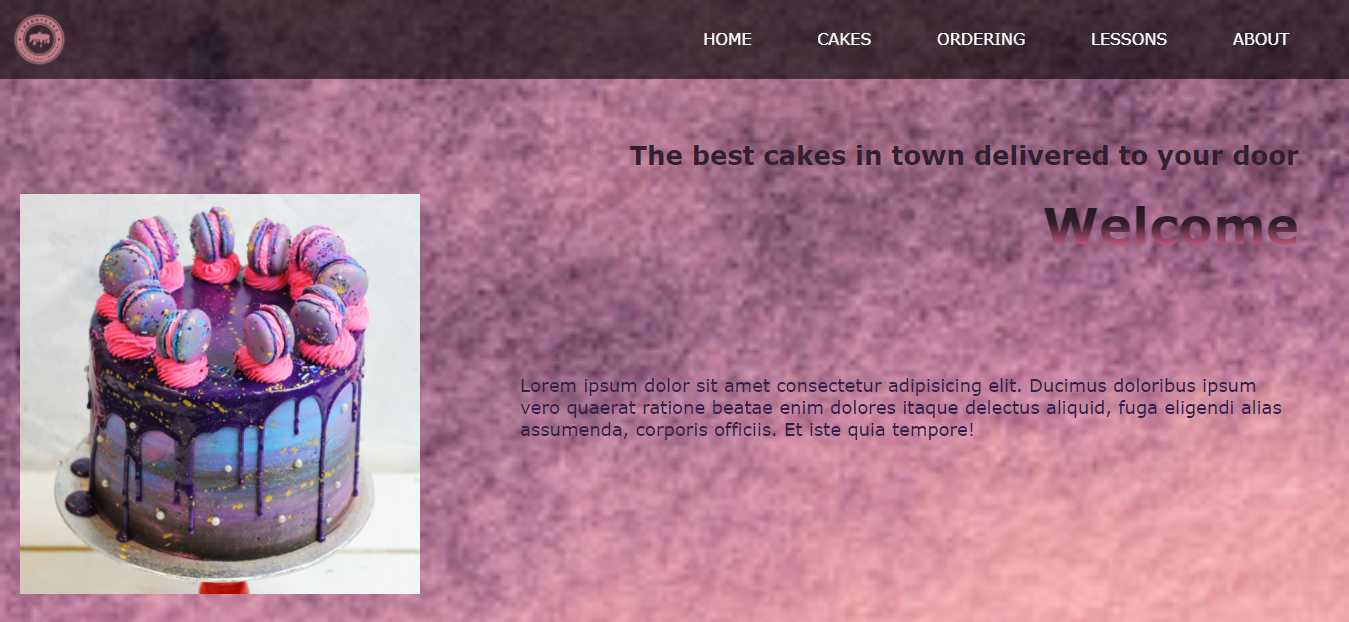 HOME CAKES ORDERING LESSONS ABOUT
The best cakes in town delivered to your door
Welcome
Lorem ipsum dolor sit amet consectetur adipisicing elit. Ducimus doloribus ipsum
vero quaerat ratione beatae enim dolores itaque delectus aliquid, fuga eligendi alias
assumenda, corporis officiis. Et iste quia tempore!